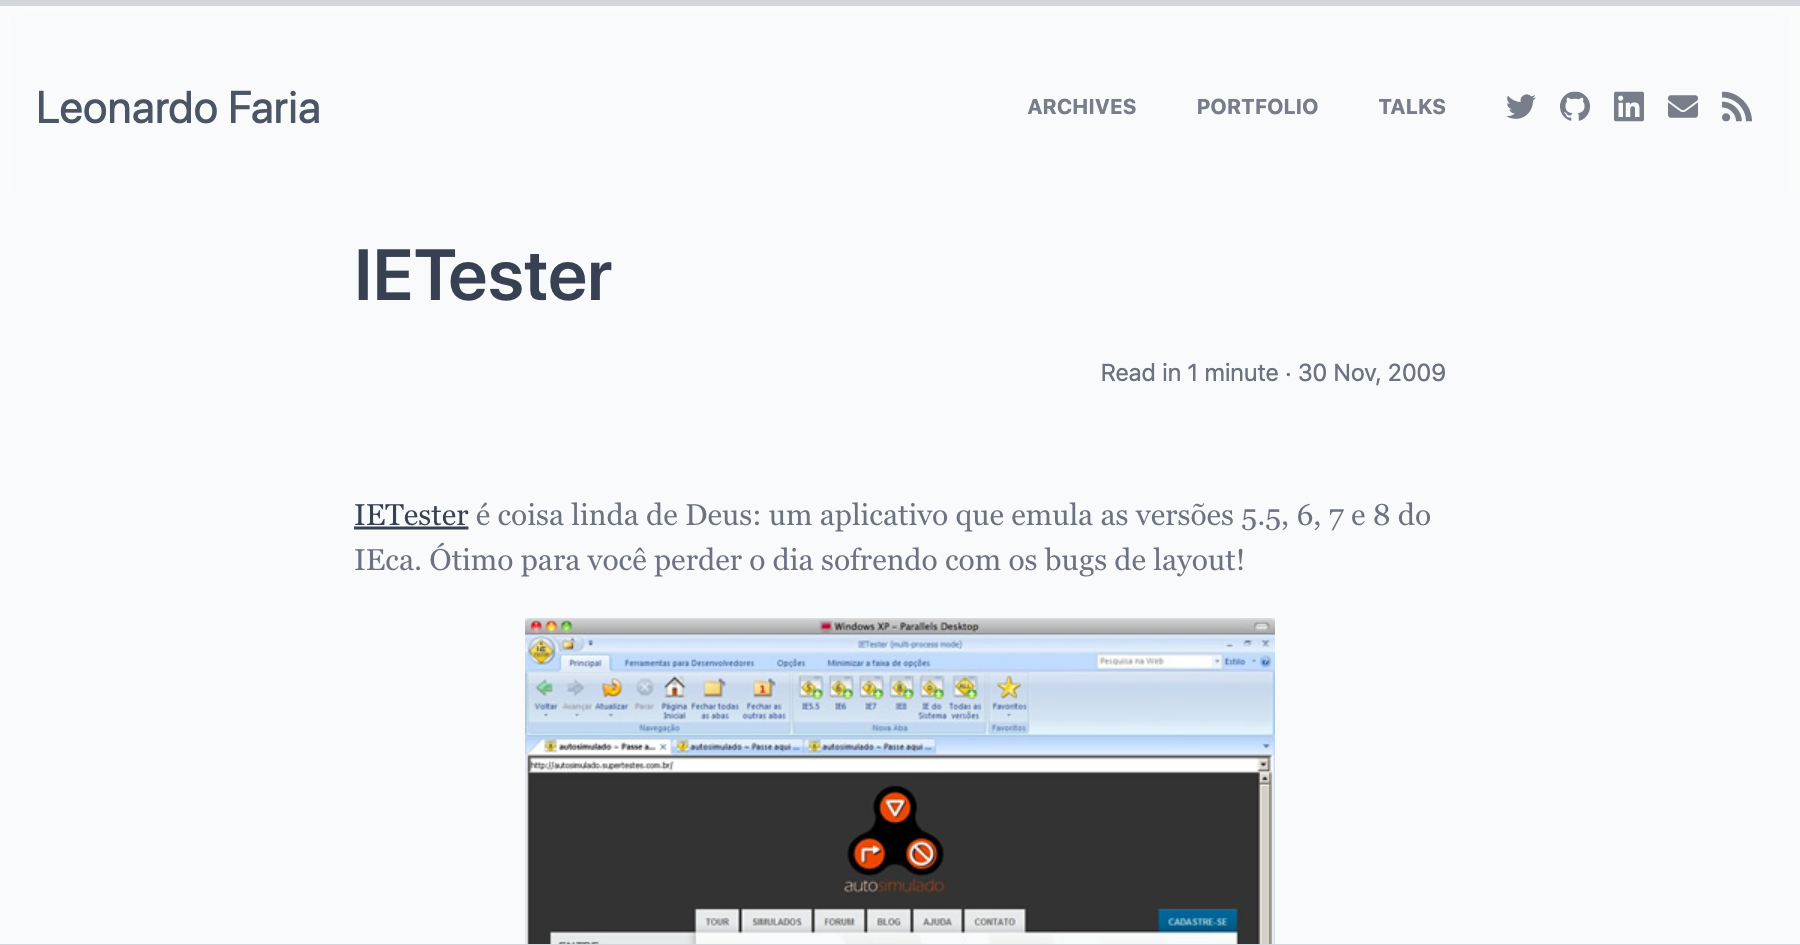 Leonardo Faria
ARCHIVES PORTFOLIO TALKS
IETester
Read in 1 minute · 30 Nov, 2009
IETester é coisa linda de Deus: um aplicativo que emula as versões 5.5, 6, 7 e 8 do
IEca. Ótimo para você perder o dia sofrendo com os bugs de layout!
Windows XP – Parallels Desktop
IETester (multi-process mode)
Principal Ferramentas para Desenvolvedores Opções Minimizar a faixa de opções Pesquisa na Web Estilo
Voltar Avançar Atualizar Parar Página Inicial Fechar todas as abas Fechar as outras abas IE5.5 IE6 IE7 IE8 IE do Sistema Todas as versões Favoritos
Navegação Nova Aba Favoritos
autosimulado – Passe a... autosimulado – Passe aqui ... autosimulado – Passe aqui ...
http://autosimulado.supertestes.com.br/
autosimulado
TOUR SIMULADOS FORUM BLOG AJUDA CONTATO CADASTRE-SE